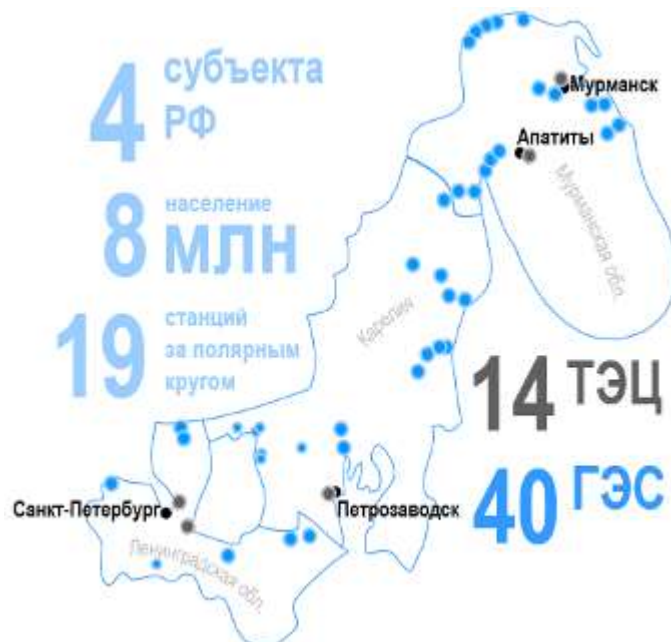 4 субъекта
РФ
8 население
млн
19 станций
за полярным
кругом
Мурманск
Апатиты
Мурманская обл.
Карелия
14 ТЭЦ
40 ГЭС
Санкт-Петербург
Петрозаводск
Ленинградская обл.